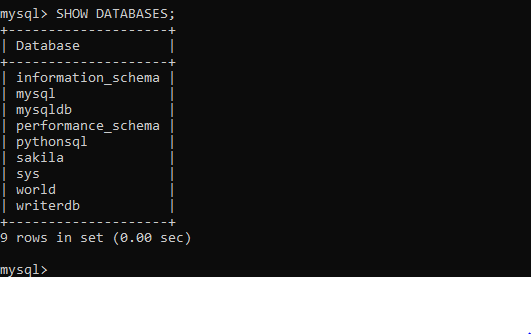 mysql> SHOW DATABASES;
+--------------------+
| Database           |
+--------------------+
| information_schema |
| mysql              |
| mysqldb            |
| performance_schema |
| pythonsql          |
| sakila             |
| sys                |
| world              |
| writerdb           |
+--------------------+
9 rows in set (0.00 sec)
mysql>